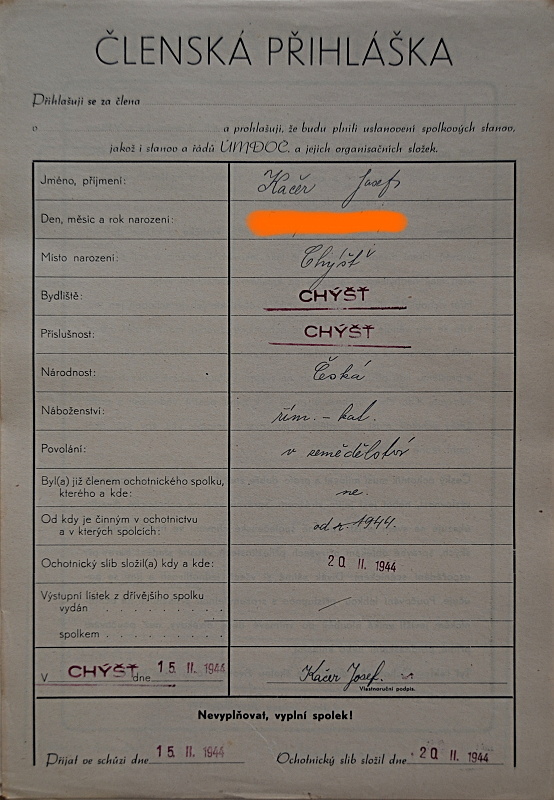 ČLENSKÁ PŘIHLÁŠKA
Přihlašuji se za člena
v a prohlašuji, že budu plniti ustanovení spolkových stanov,
jakož i stanov a řádů ÚMDOC. a jejich organisačních složek.
Jméno, příjmení: Kačer Josef
Den, měsíc a rok narození:
Místo narození: Chýšť
Bydliště: CHÝŠŤ
Příslušnost: CHÝŠŤ
Národnost: Česká
Náboženství: řím. - kat.
Povolání: v zemědělství
Byl(a) již členem ochotnického spolku,
kterého a kde: ne.
Od kdy je činným v ochotnictvu
a v kterých spolcích: od r. 1944.
Ochotnický slib složil(a) kdy a kde: 20 II. 1944
Výstupní lístek z dřívějšího spolku
vydán . . . . . . . . .
spolkem . . . . . . . . .
V CHÝŠŤ dne 15 II. 1944 Kačer Josef.
Vlastnoruční podpis.
Nevyplňovat, vyplní spolek!
Přijat ve schůzi dne 15 II. 1944 Ochotnický slib složil dne 20 II. 1944